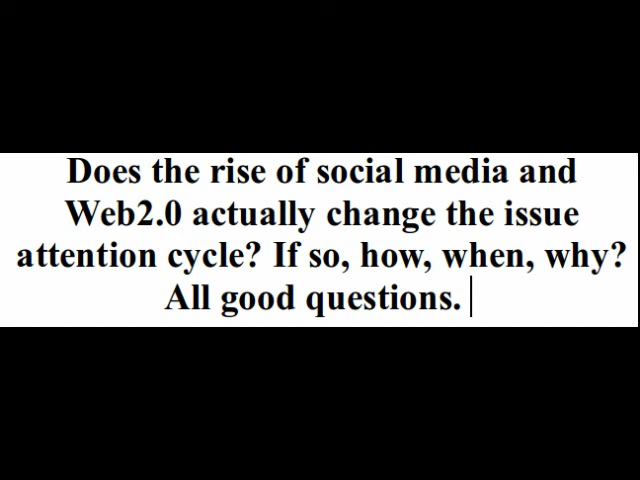 Does the rise of social media and
Web2.0 actually change the issue
attention cycle? If so, how, when, why?
All good questions.